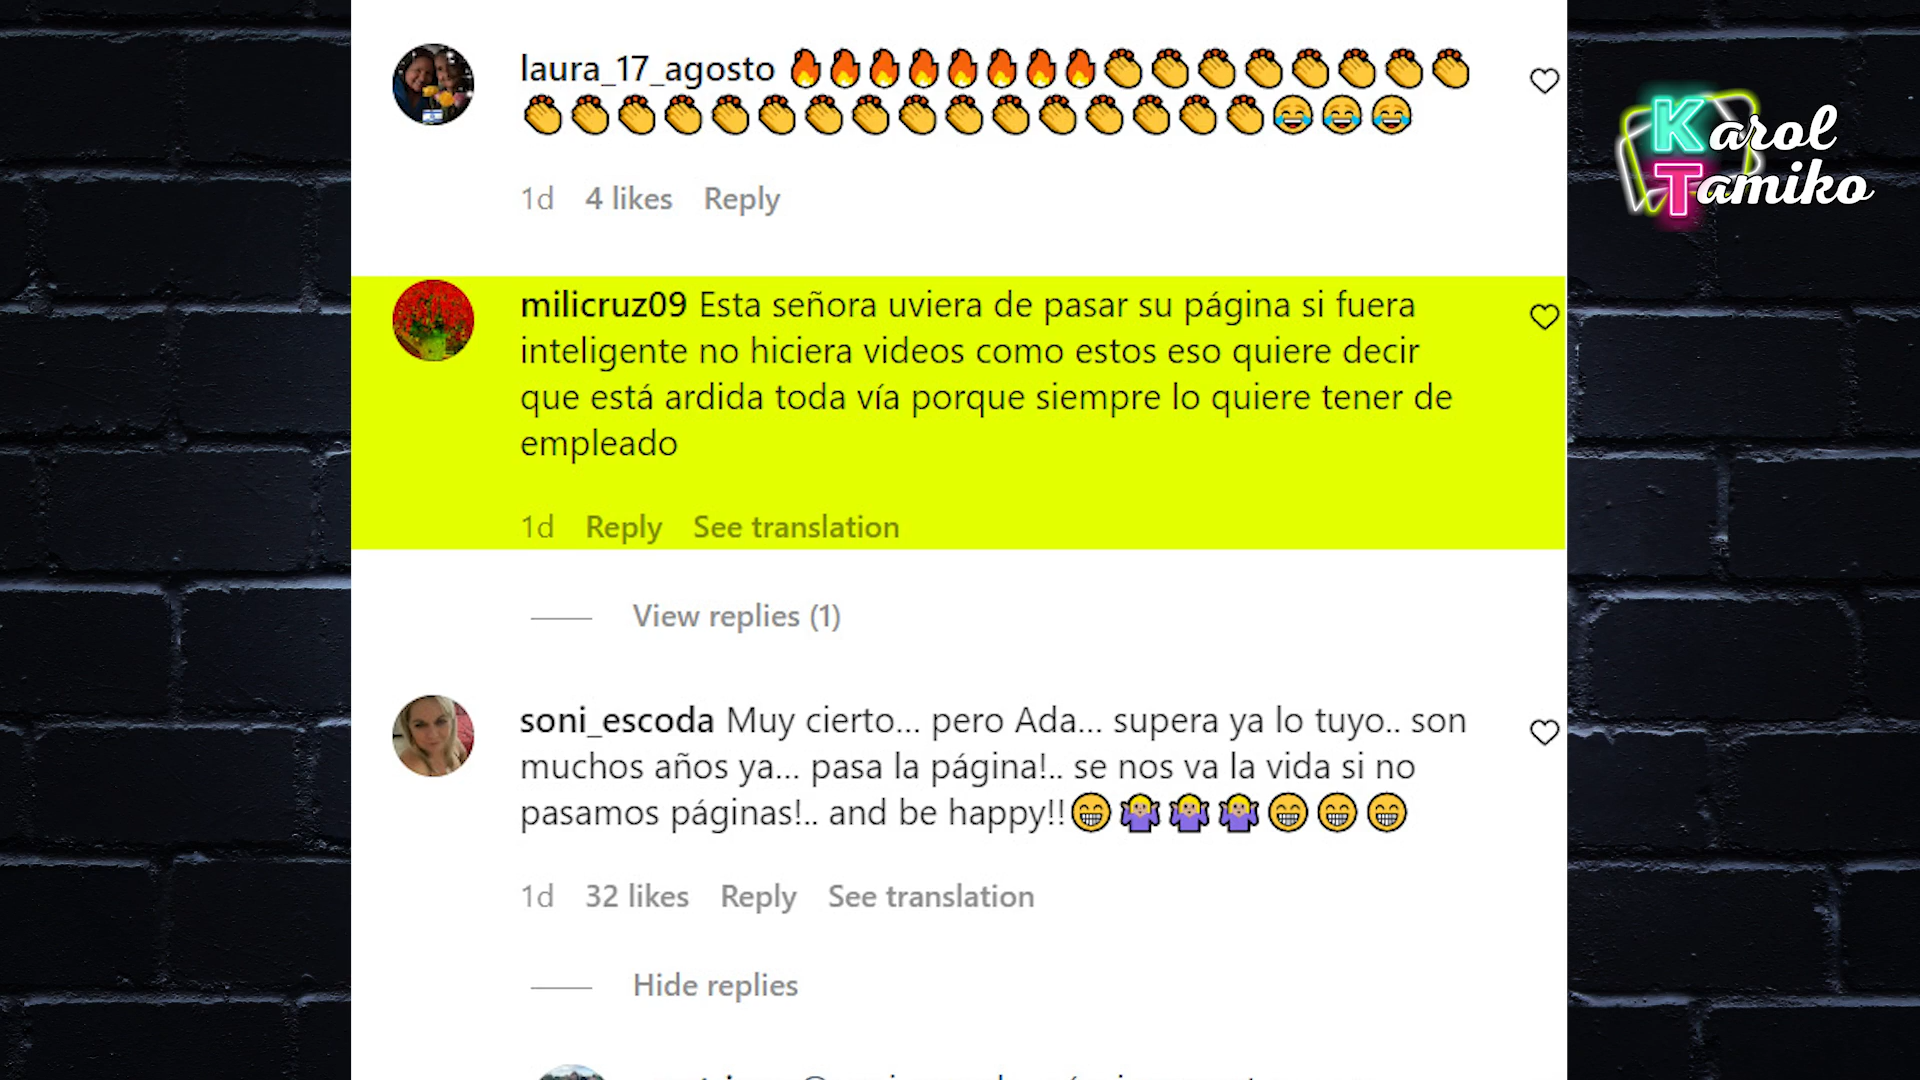 laura_17_agosto 🔥🔥🔥🔥🔥🔥🔥🔥👏👏👏👏👏👏👏👏
👏👏👏👏👏👏👏👏👏👏👏👏👏👏👏👏😂😂😂
1d 4 likes Reply
Karol
Tamiko
milicruz09 Esta señora uviera de pasar su página si fuera
inteligente no hiciera videos como estos eso quiere decir
que está ardida toda vía porque siempre lo quiere tener de
empleado
1d Reply See translation
View replies (1)
soni_escoda Muy cierto... pero Ada... supera ya lo tuyo.. son
muchos años ya... pasa la página!.. se nos va la vida si no
pasamos páginas!.. and be happy!!😁🤷🏼‍♀️🤷🏼‍♀️🤷🏼‍♀️😁😁😁
1d 32 likes Reply See translation
Hide replies